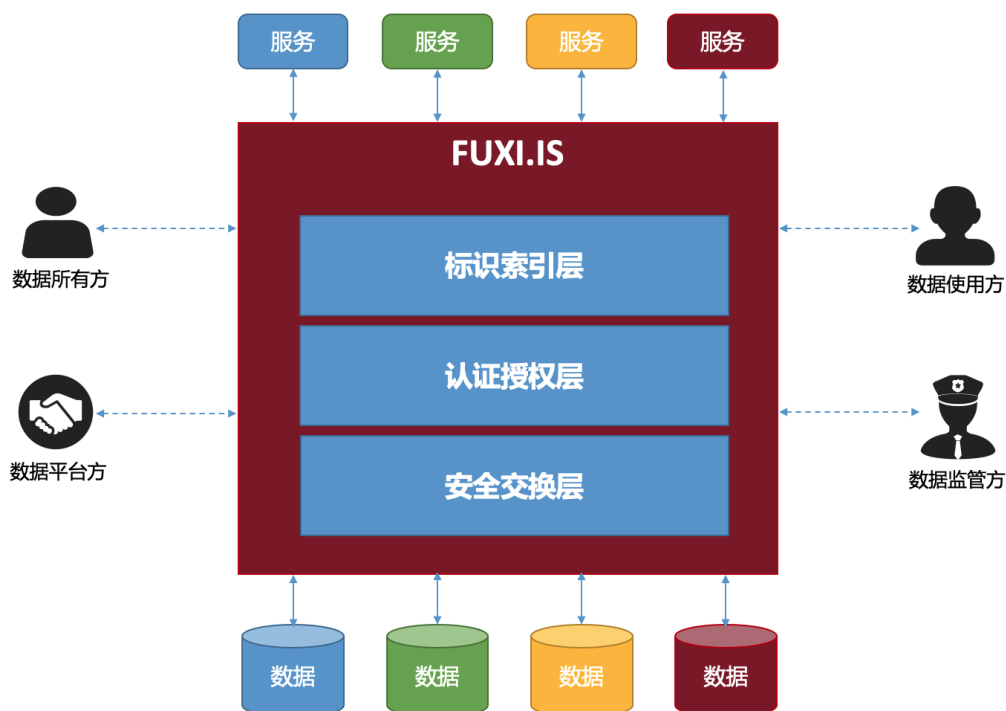 服务
服务
服务
服务
FUXI.IS
标识索引层
认证授权层
安全交换层
数据所有方
数据使用方
数据平台方
数据监管方
数据
数据
数据
数据